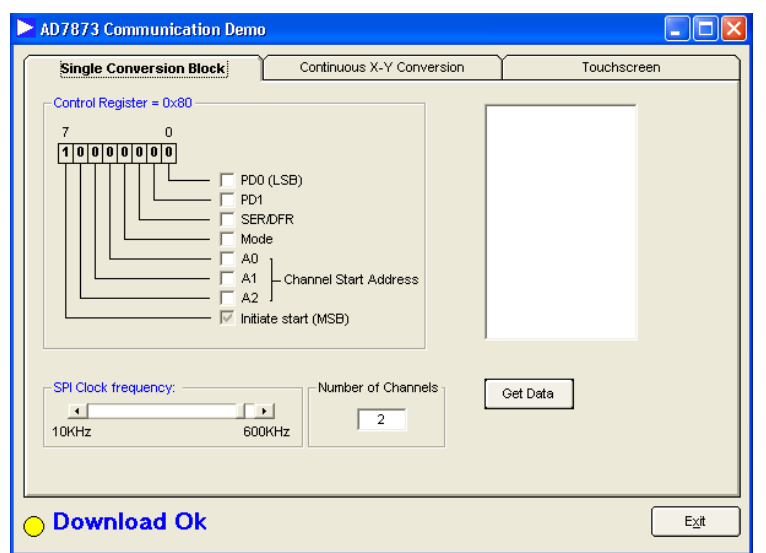 AD7873 Communication Demo
Single Conversion Block
Continuous X-Y Conversion
Touchscreen
Control Register = 0x80
7 0
1 0 0 0 0 0 0 0
PD0 (LSB)
PD1
SER/DFR
Mode
A0
A1
Channel Start Address
A2
Initiate start (MSB)
SPI Clock frequency:
10KHz 600KHz
Number of Channels
2
Get Data
Download Ok
Exit